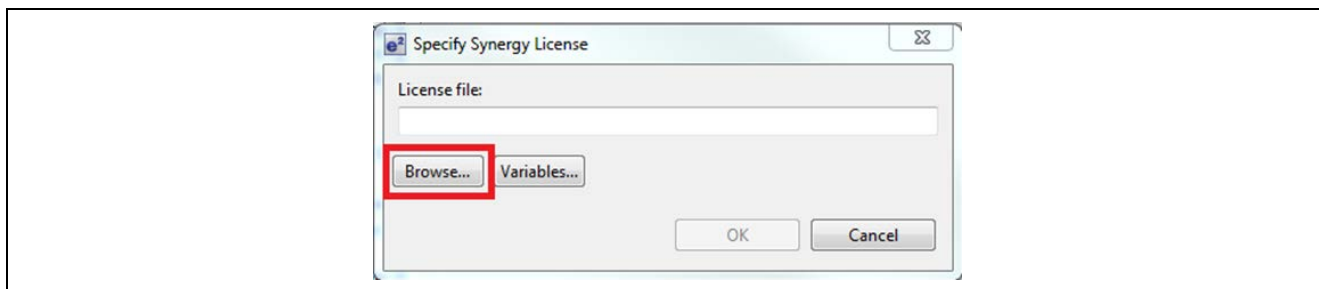 e² Specify Synergy License
License file:
Browse... Variables...
OK Cancel